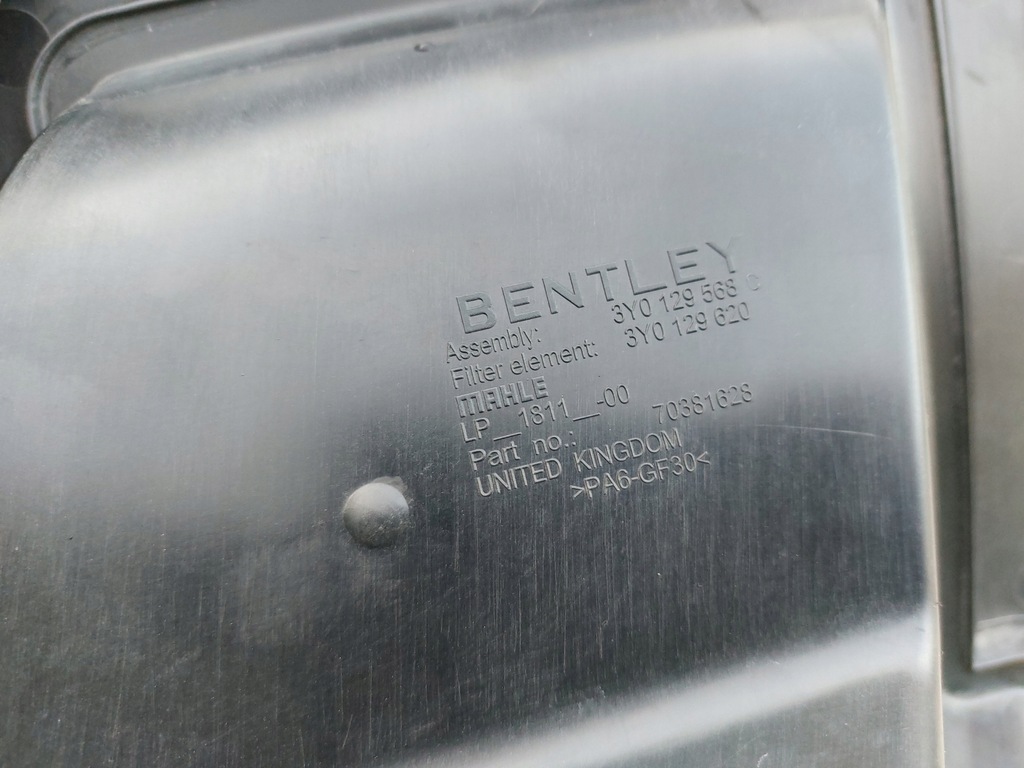 BENTLEY
Assembly: 3Y0 129 568 C
Filter element: 3Y0 129 620
MAHLE
LP__1811__-00
Part no.: 70381628
UNITED KINGDOM
>PA6-GF30<